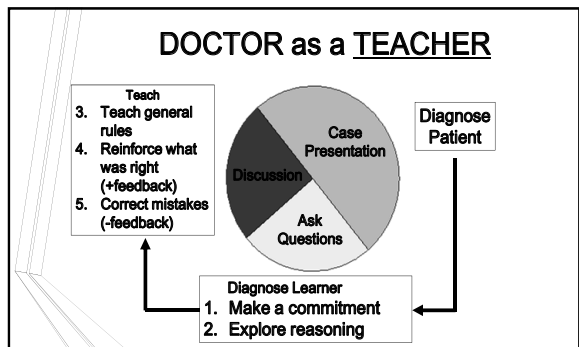 DOCTOR as a TEACHER
Teach
3. Teach general
rules
4. Reinforce what
was right
(+feedback)
5. Correct mistakes
(-feedback)
Case
Presentation
Discussion
Ask
Questions
Diagnose
Patient
Diagnose Learner
1. Make a commitment
2. Explore reasoning